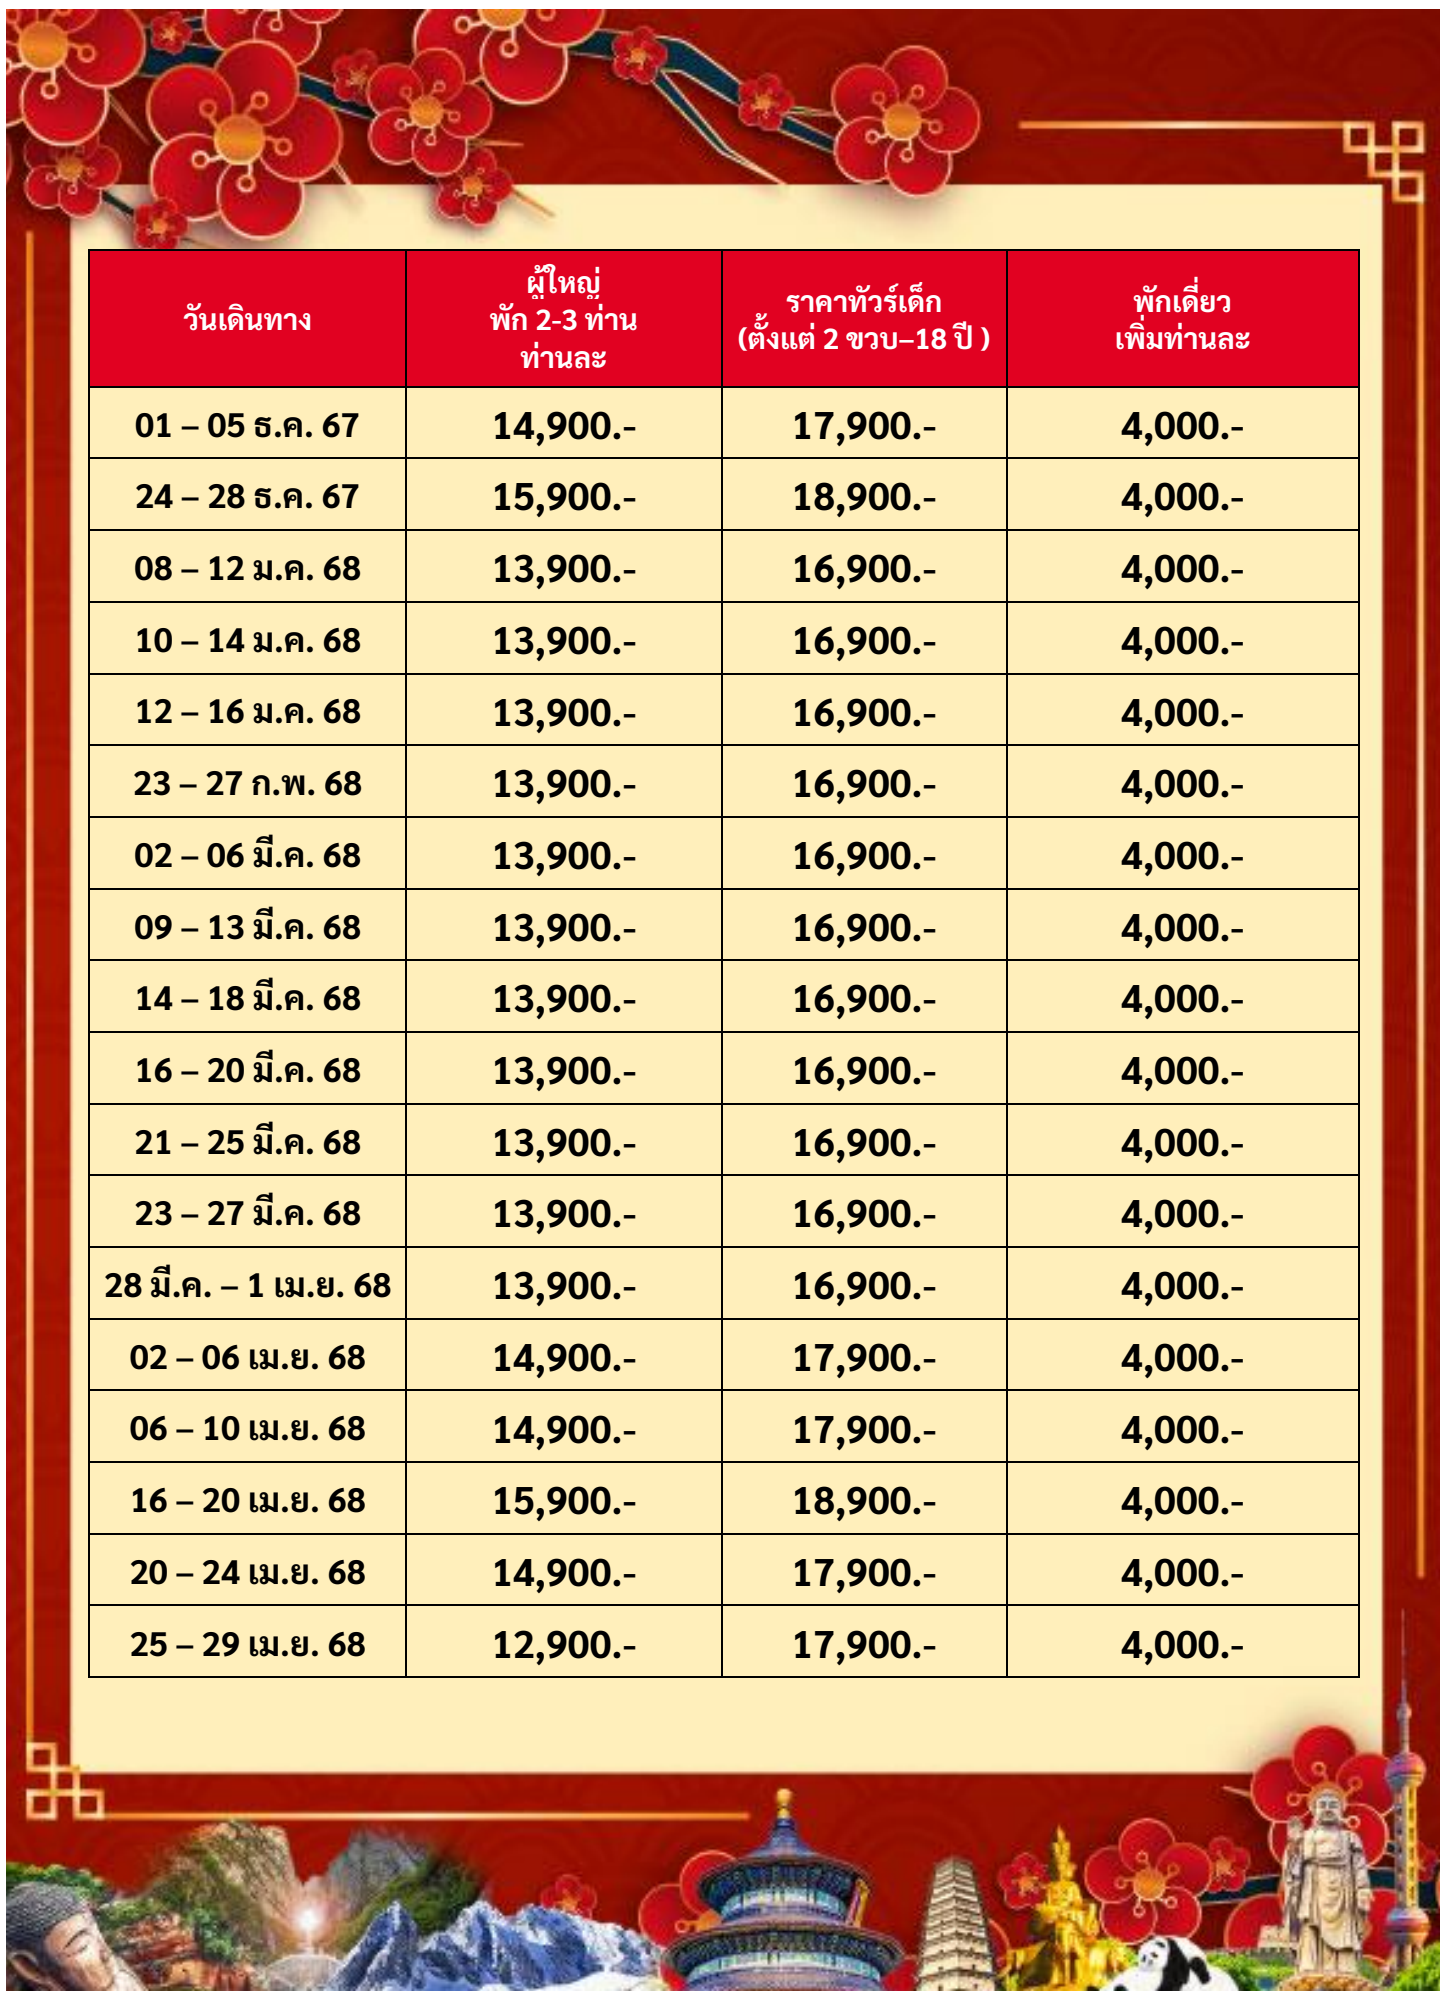 วันเดินทาง
ผู้ใหญ่
พัก 2-3 ท่าน
ท่านละ
ราคาทัวร์เด็ก
(ตั้งแต่ 2 ขวบ–18 ปี )
พักเดี่ยว
เพิ่มท่านละ
01 – 05 ธ.ค. 67 14,900.- 17,900.- 4,000.-
24 – 28 ธ.ค. 67 15,900.- 18,900.- 4,000.-
08 – 12 ม.ค. 68 13,900.- 16,900.- 4,000.-
10 – 14 ม.ค. 68 13,900.- 16,900.- 4,000.-
12 – 16 ม.ค. 68 13,900.- 16,900.- 4,000.-
23 – 27 ก.พ. 68 13,900.- 16,900.- 4,000.-
02 – 06 มี.ค. 68 13,900.- 16,900.- 4,000.-
09 – 13 มี.ค. 68 13,900.- 16,900.- 4,000.-
14 – 18 มี.ค. 68 13,900.- 16,900.- 4,000.-
16 – 20 มี.ค. 68 13,900.- 16,900.- 4,000.-
21 – 25 มี.ค. 68 13,900.- 16,900.- 4,000.-
23 – 27 มี.ค. 68 13,900.- 16,900.- 4,000.-
28 มี.ค. – 1 เม.ย. 68 13,900.- 16,900.- 4,000.-
02 – 06 เม.ย. 68 14,900.- 17,900.- 4,000.-
06 – 10 เม.ย. 68 14,900.- 17,900.- 4,000.-
16 – 20 เม.ย. 68 15,900.- 18,900.- 4,000.-
20 – 24 เม.ย. 68 14,900.- 17,900.- 4,000.-
25 – 29 เม.ย. 68 12,900.- 17,900.- 4,000.-